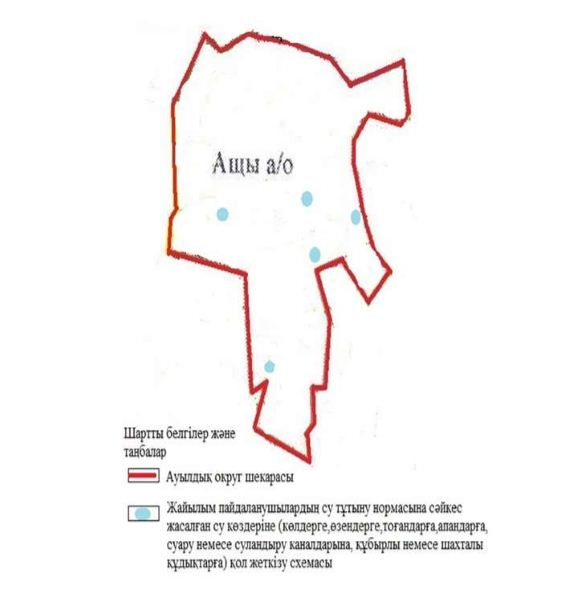 Ащы а/о
Шартты белгілер және
таңбалар
Ауылдық округ шекарасы
Жайылым пайдаланушылардың су тұтыну нормасына сәйкес
жасалған су көздеріне (көлдерге,өзендерге,тоғандарға,апандарға,
суару немесе суландыру каналдарына, құбырлы немесе шахталы
құдықтарға) қол жеткізу схемасы